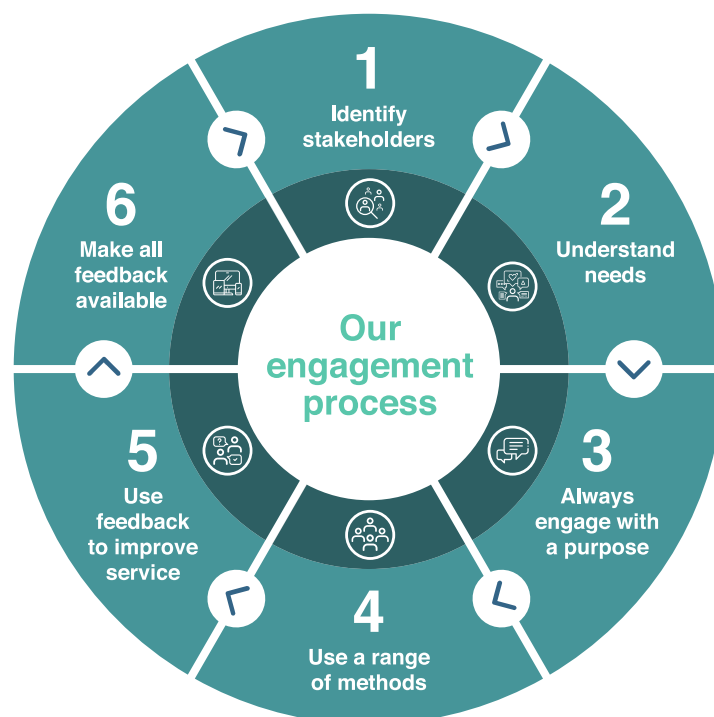 Our
engagement
process
1
Identify
stakeholders
2
Understand
needs
3
Always
engage with
a purpose
4
Use a range
of methods
5
Use
feedback
to improve
service
6
Make all
feedback
available